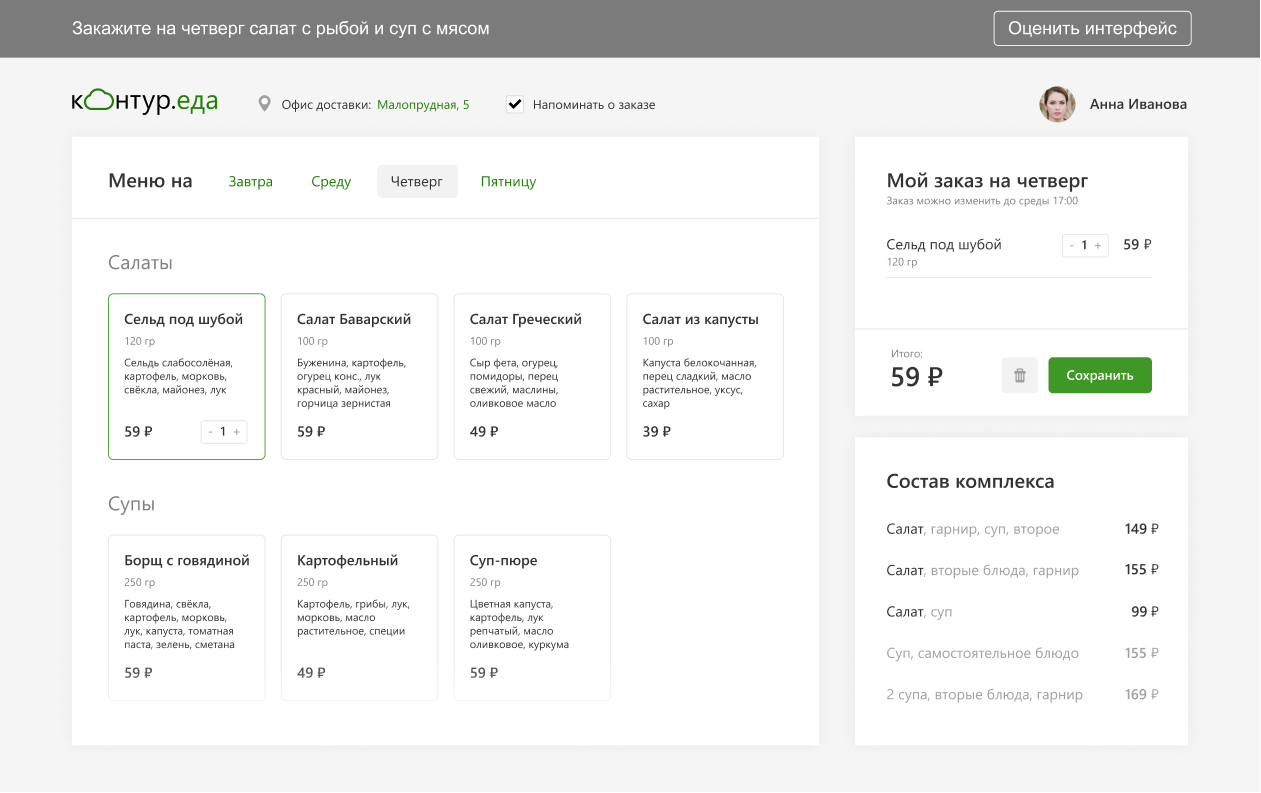 Закажите на четверг салат с рыбой и суп с мясом
Оценить интерфейс
контур.еда
Офис доставки: Малопрудная, 5
Напоминать о заказе
Анна Иванова
Меню на
Завтра
Среду
Четверг
Пятницу
Салаты
Сельд под шубой
120 гр
Сельдь слабосолёная,
картофель, морковь,
свёкла, майонез, лук
59 ₽
- 1 +
Салат Баварский
100 гр
Буженина, картофель,
огурец конс., лук
красный, майонез,
горчица зернистая
59 ₽
Салат Греческий
100 гр
Сыр фета, огурец,
помидоры, перец
свежий, маслины,
оливковое масло
49 ₽
Салат из капусты
100 гр
Капуста белокочанная,
перец сладкий, масло
растительное, уксус,
сахар
39 ₽
Супы
Борщ с говядиной
250 гр
Говядина, свёкла,
картофель, морковь,
лук, капуста, томатная
паста, зелень, сметана
59 ₽
Картофельный
250 гр
Картофель, грибы, лук,
морковь, масло
растительное, специи
49 ₽
Суп-пюре
250 гр
Цветная капуста,
картофель, лук
репчатый, масло
оливковое, куркума
59 ₽
Мой заказ на четверг
Заказ можно изменить до среды 17:00
Сельд под шубой
- 1 +
59 ₽
120 гр
Итого:
59 ₽
Сохранить
Состав комплекса
Салат, гарнир, суп, второе 149 ₽
Салат, вторые блюда, гарнир 155 ₽
Салат, суп 99 ₽
Суп, самостоятельное блюдо 155 ₽
2 супа, вторые блюда, гарнир 169 ₽